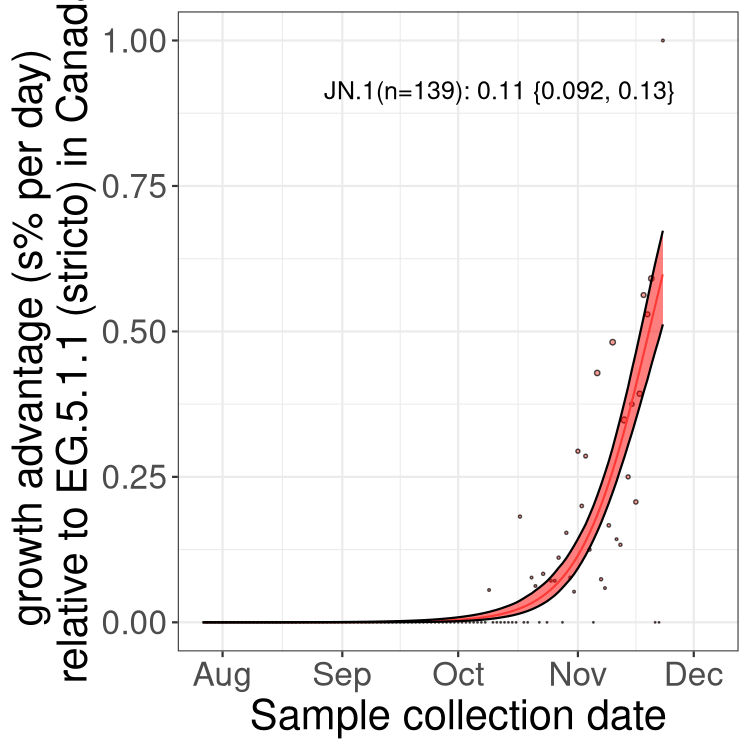 growth advantage (s% per day)
relative to EG.5.1.1 (stricto) in Canada
1.00
0.75
0.50
0.25
0.00
JN.1(n=139): 0.11 {0.092, 0.13}
Aug Sep Oct Nov Dec
Sample collection date